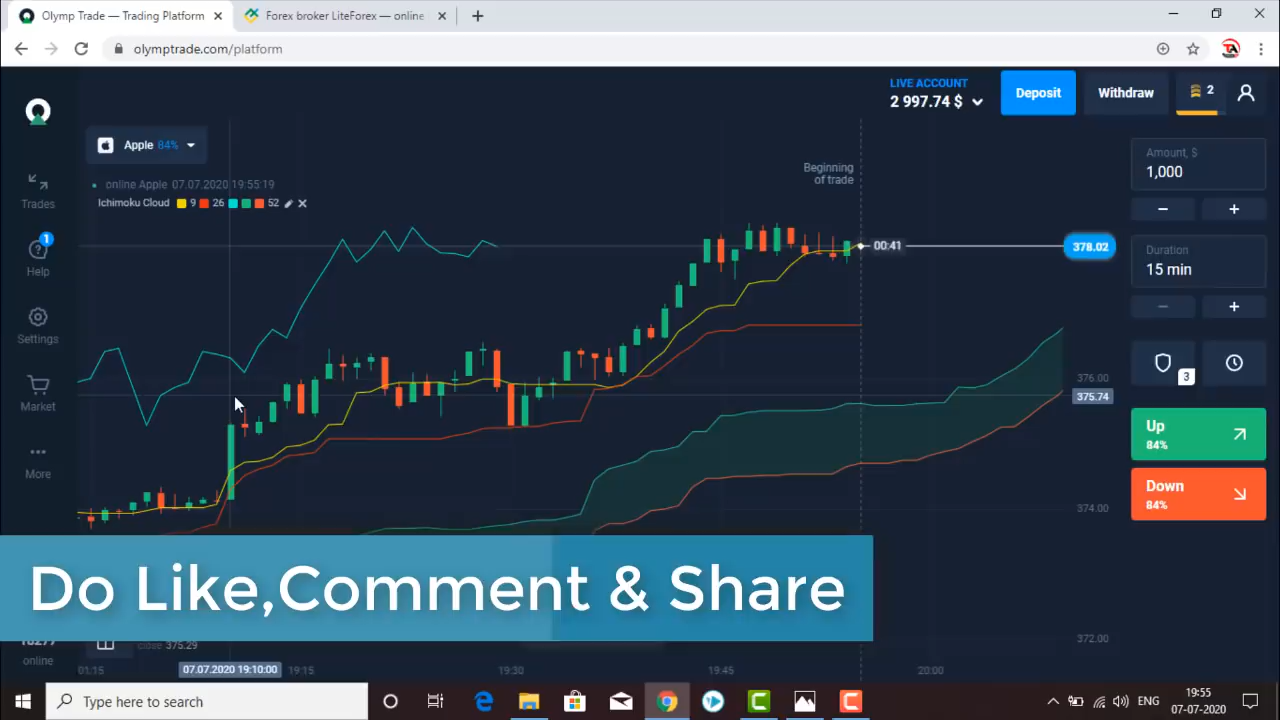 Olymp Trade — Trading Platform
Forex broker LiteForex — online
olymptrade.com/platform
LIVE ACCOUNT
2 997.74 $
Deposit
Withdraw
2
Apple 84%
online Apple 07.07.2020 19:55:19
Ichimoku Cloud 9 26 52
Beginning
of trade
Amount, $
1,000
Trades
1
Help
00:41
378.02
Duration
15 min
Settings
3
376.00
375.74
Market
Up
84%
More
Down
84%
374.00
Do Like,Comment & Share
372.00
close 375.29
online
01:15
07.07.2020 19:10:00
19:15
19:30
19:45
20:00
Type here to search
ENG
19:55
07-07-2020